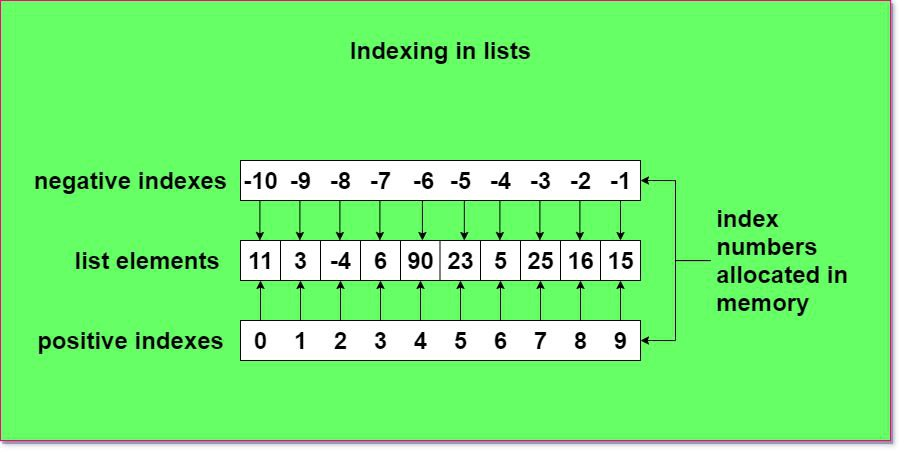 Indexing in lists
negative indexes -10 -9 -8 -7 -6 -5 -4 -3 -2 -1
list elements 11 3 -4 6 90 23 5 25 16 15
positive indexes 0 1 2 3 4 5 6 7 8 9
index
numbers
allocated in
memory